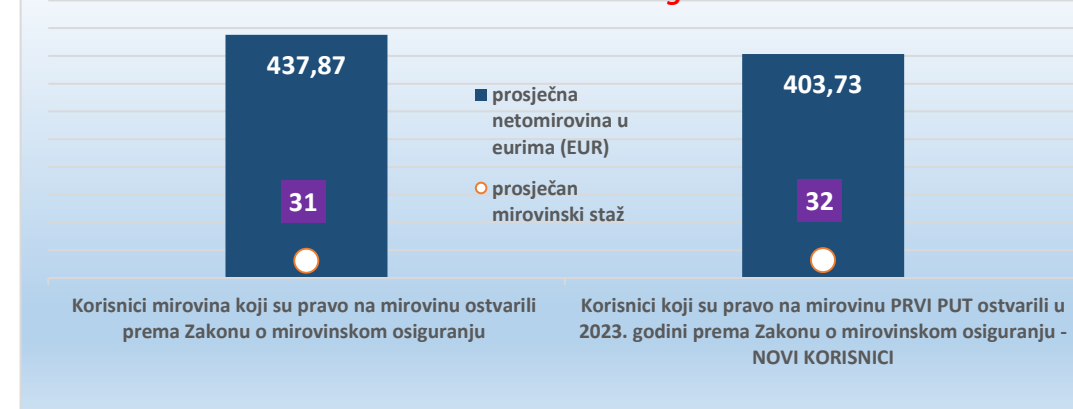 437,87
403,73
prosječna
netomirovina u
eurima (EUR)
prosječan
mirovinski staž
31
32
Korisnici mirovina koji su pravo na mirovinu ostvarili
prema Zakonu o mirovinskom osiguranju
Korisnici koji su pravo na mirovinu PRVI PUT ostvarili u
2023. godini prema Zakonu o mirovinskom osiguranju -
NOVI KORISNICI